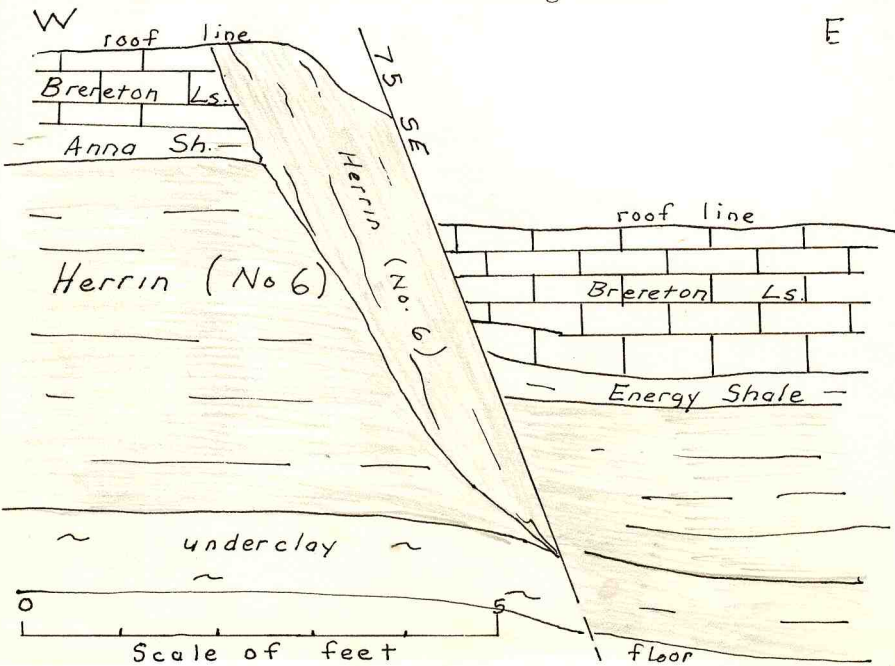 W
E
roof line
Brereton Ls.
Anna Sh.
75 SE
Herrin (No. 6)
Herrin (No 6)
roof line
Brereton Ls.
Energy Shale
underclay
0 5
Scale of feet
floor